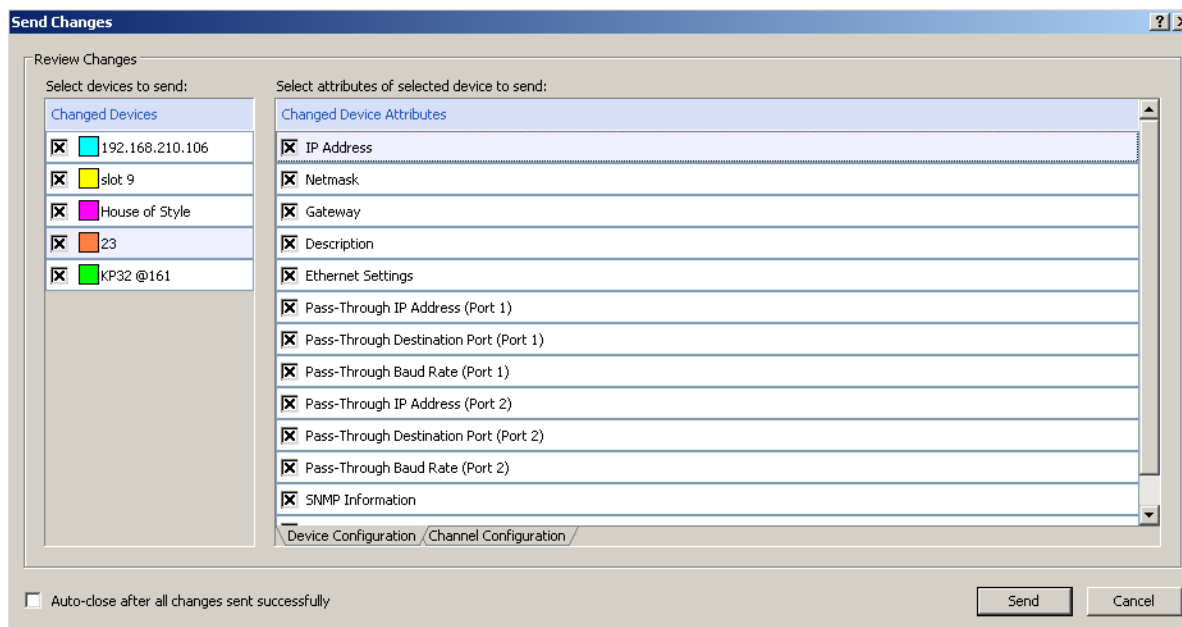 Send Changes
Review Changes
Select devices to send:
Changed Devices
192.168.210.106
slot 9
House of Style
23
KP32 @161
Select attributes of selected device to send:
Changed Device Attributes
IP Address
Netmask
Gateway
Description
Ethernet Settings
Pass-Through IP Address (Port 1)
Pass-Through Destination Port (Port 1)
Pass-Through Baud Rate (Port 1)
Pass-Through IP Address (Port 2)
Pass-Through Destination Port (Port 2)
Pass-Through Baud Rate (Port 2)
SNMP Information
Device Configuration Channel Configuration
Auto-close after all changes sent successfully
Send Cancel